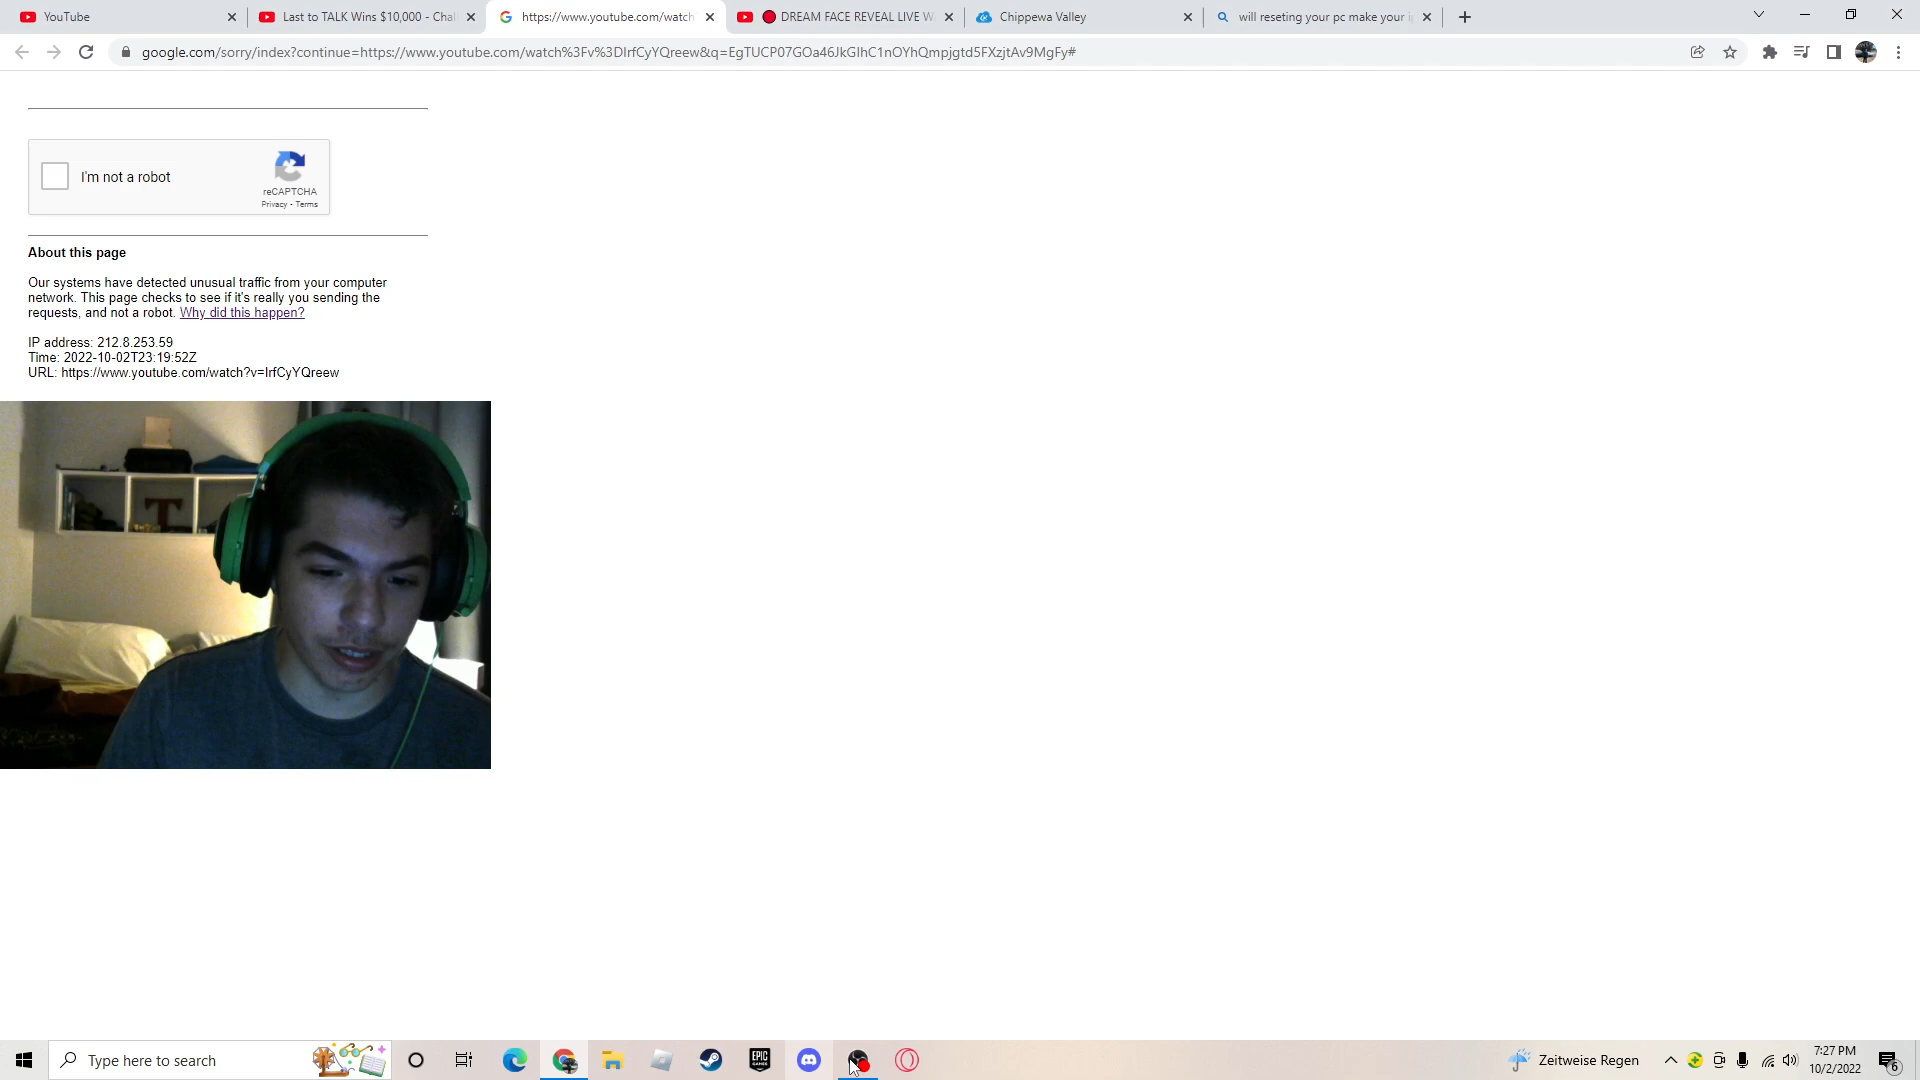 YouTube
Last to TALK Wins $10,000 - Chal
https://www.youtube.com/watch
DREAM FACE REVEAL LIVE W
Chippewa Valley
will reseting your pc make your i
google.com/sorry/index?continue=https://www.youtube.com/watch%3Fv%3DIrfCyYQreew&q=EgTUCP07GOa46JkGIhC1nOYhQmpjgtd5FXzjtAv9MgFy#
I'm not a robot
reCAPTCHA
Privacy - Terms
About this page
Our systems have detected unusual traffic from your computer
network. This page checks to see if it's really you sending the
requests, and not a robot. Why did this happen?
IP address: 212.8.253.59
Time: 2022-10-02T23:19:52Z
URL: https://www.youtube.com/watch?v=IrfCyYQreew
T
Type here to search
EPIC
GAMES
Zeitweise Regen
7:27 PM
10/2/2022
6